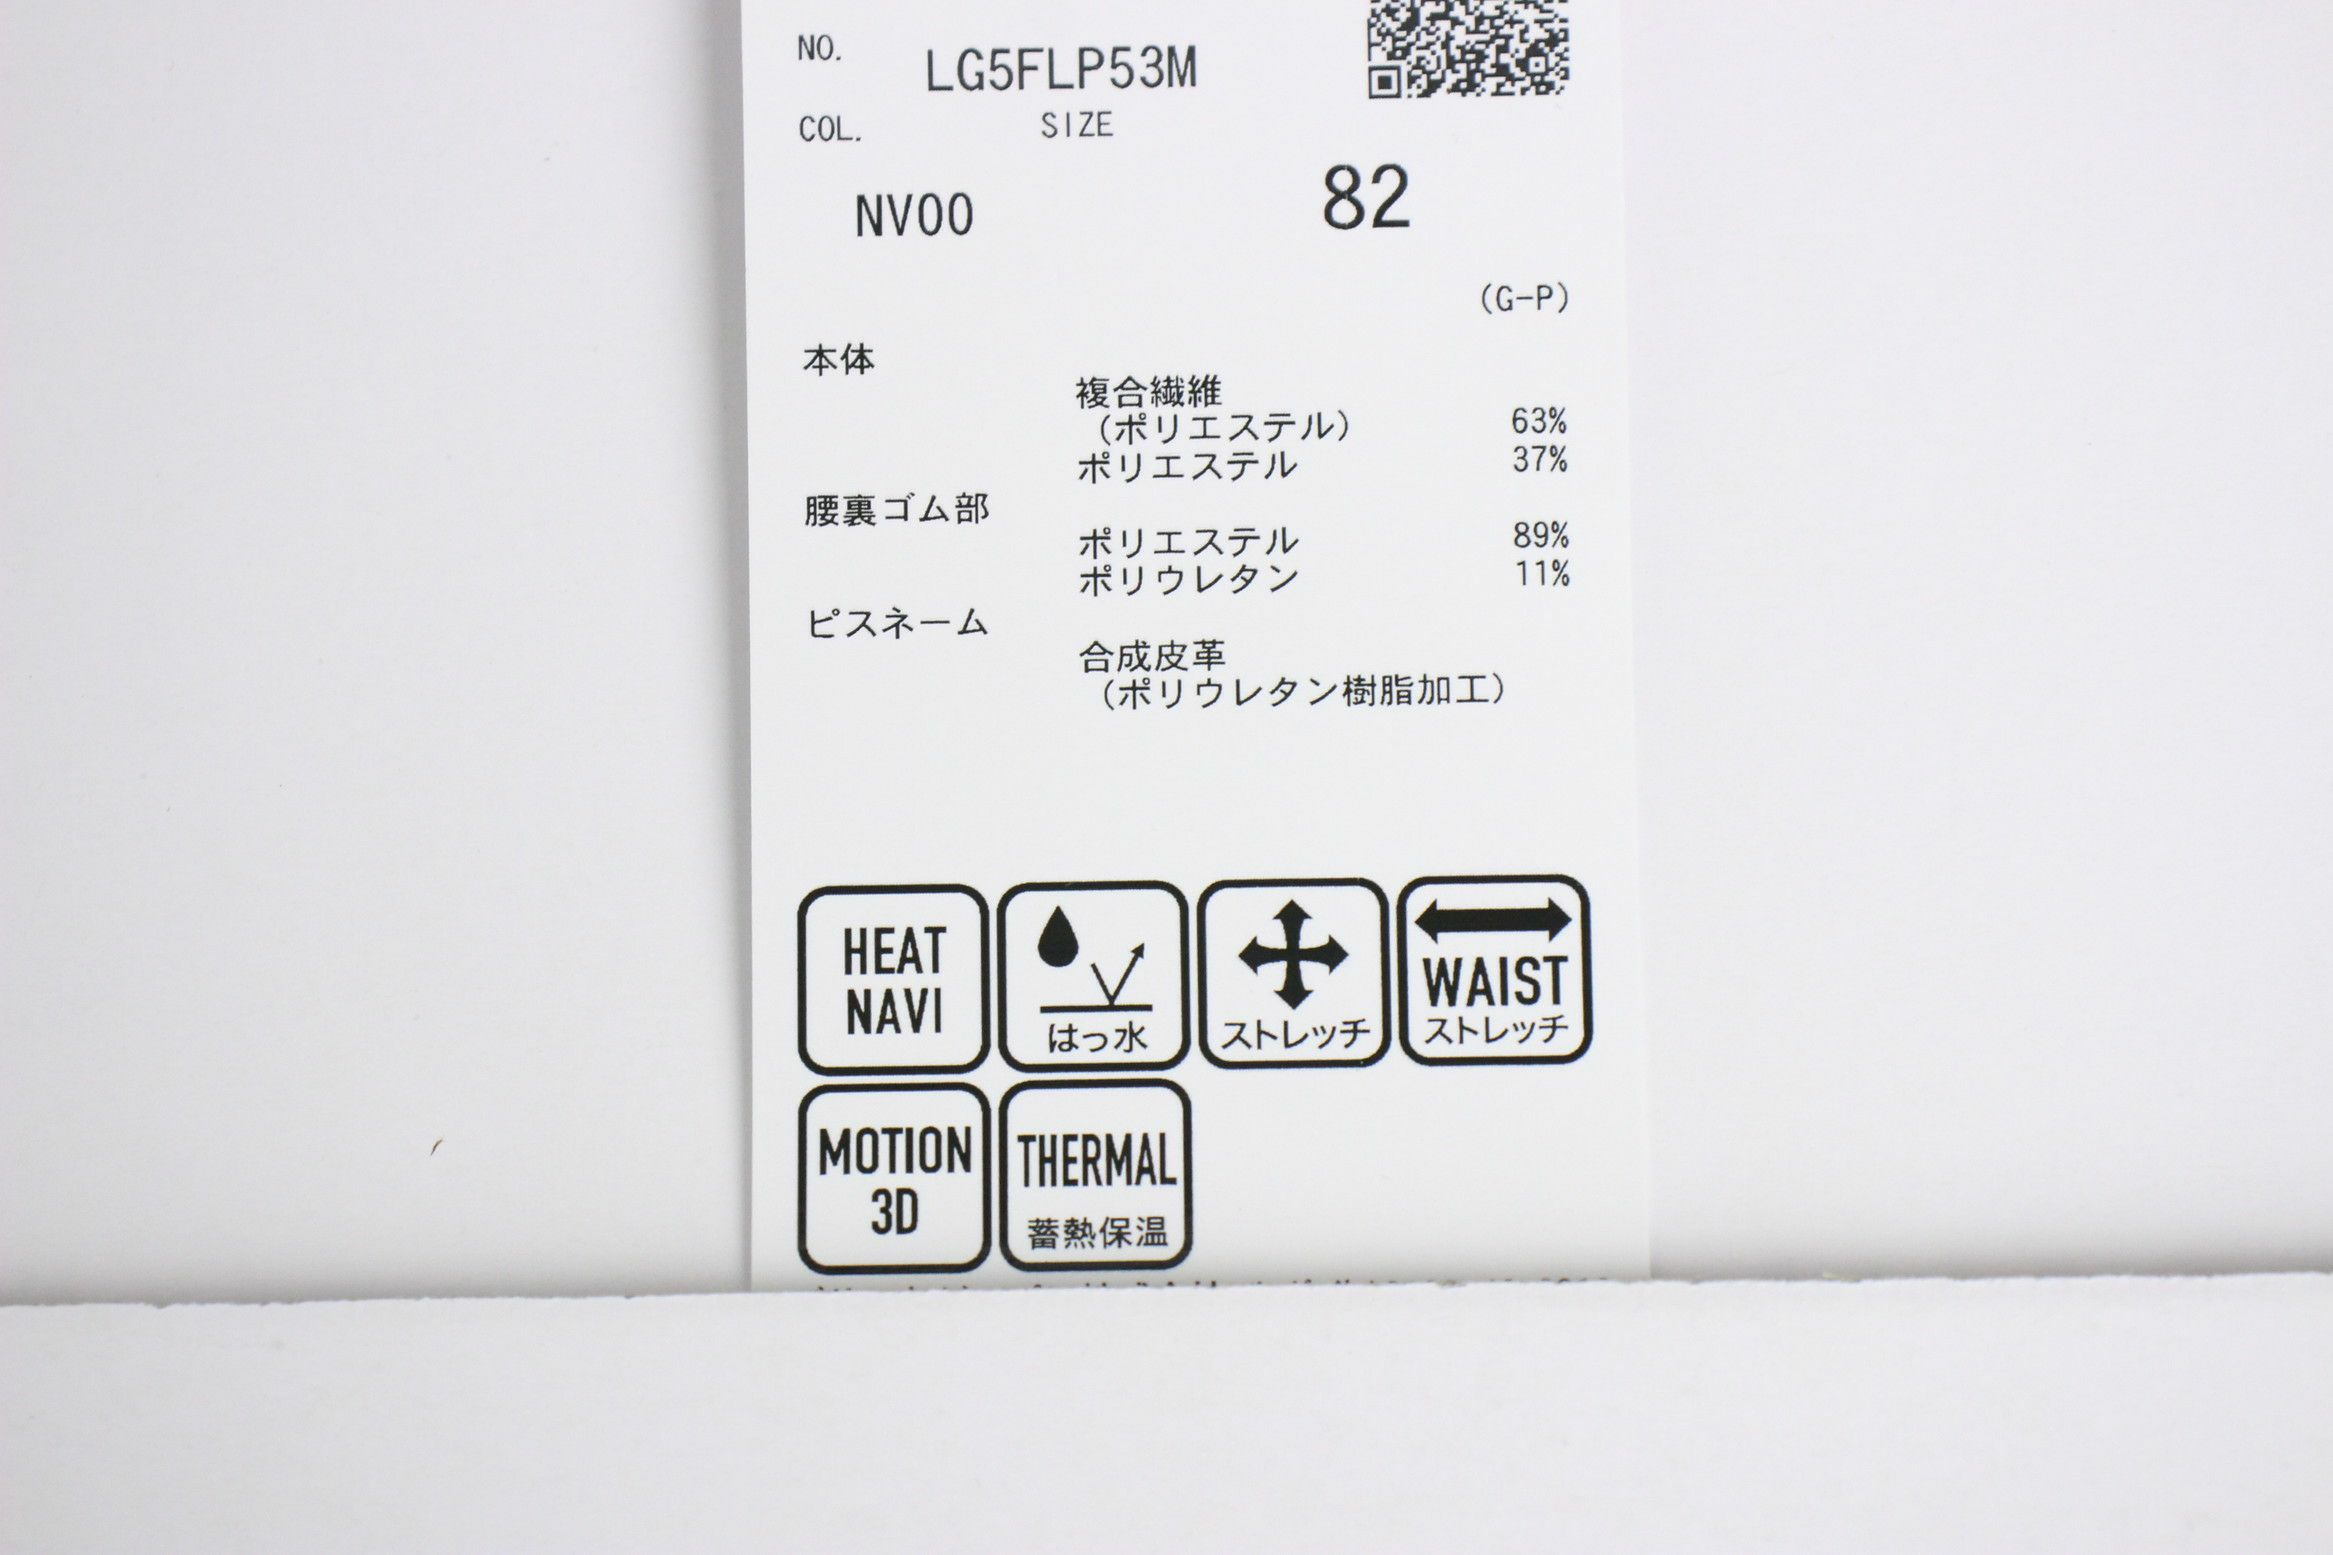 NO.
LG5FLP53M
COL.
SIZE
NV00
82
(G-P)
本体
複合繊維
(ポリエステル) 63%
ポリエステル 37%
腰裏ゴム部
ポリエステル 89%
ポリウレタン 11%
ピスネーム
合成皮革
(ポリウレタン樹脂加工)
HEAT
NAVI
はっ水
ストレッチ
WAIST
ストレッチ
MOTION
3D
THERMAL
蓄熱保温